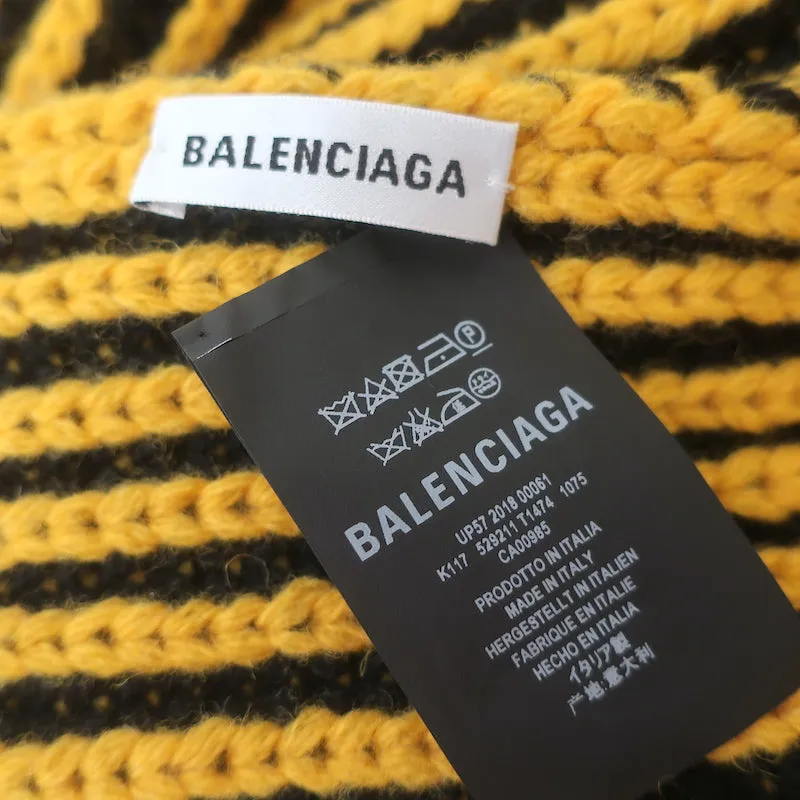 BALENCIAGA
P
BALENCIAGA
UP57 2018 00061
K117 529211 T1474 1075
CA00985
PRODOTTO IN ITALIA
MADE IN ITALY
HERGESTELLT IN ITALIEN
FABRIQUE EN ITALIE
HECHO EN ITALIA
イタリア製
产地:意大利